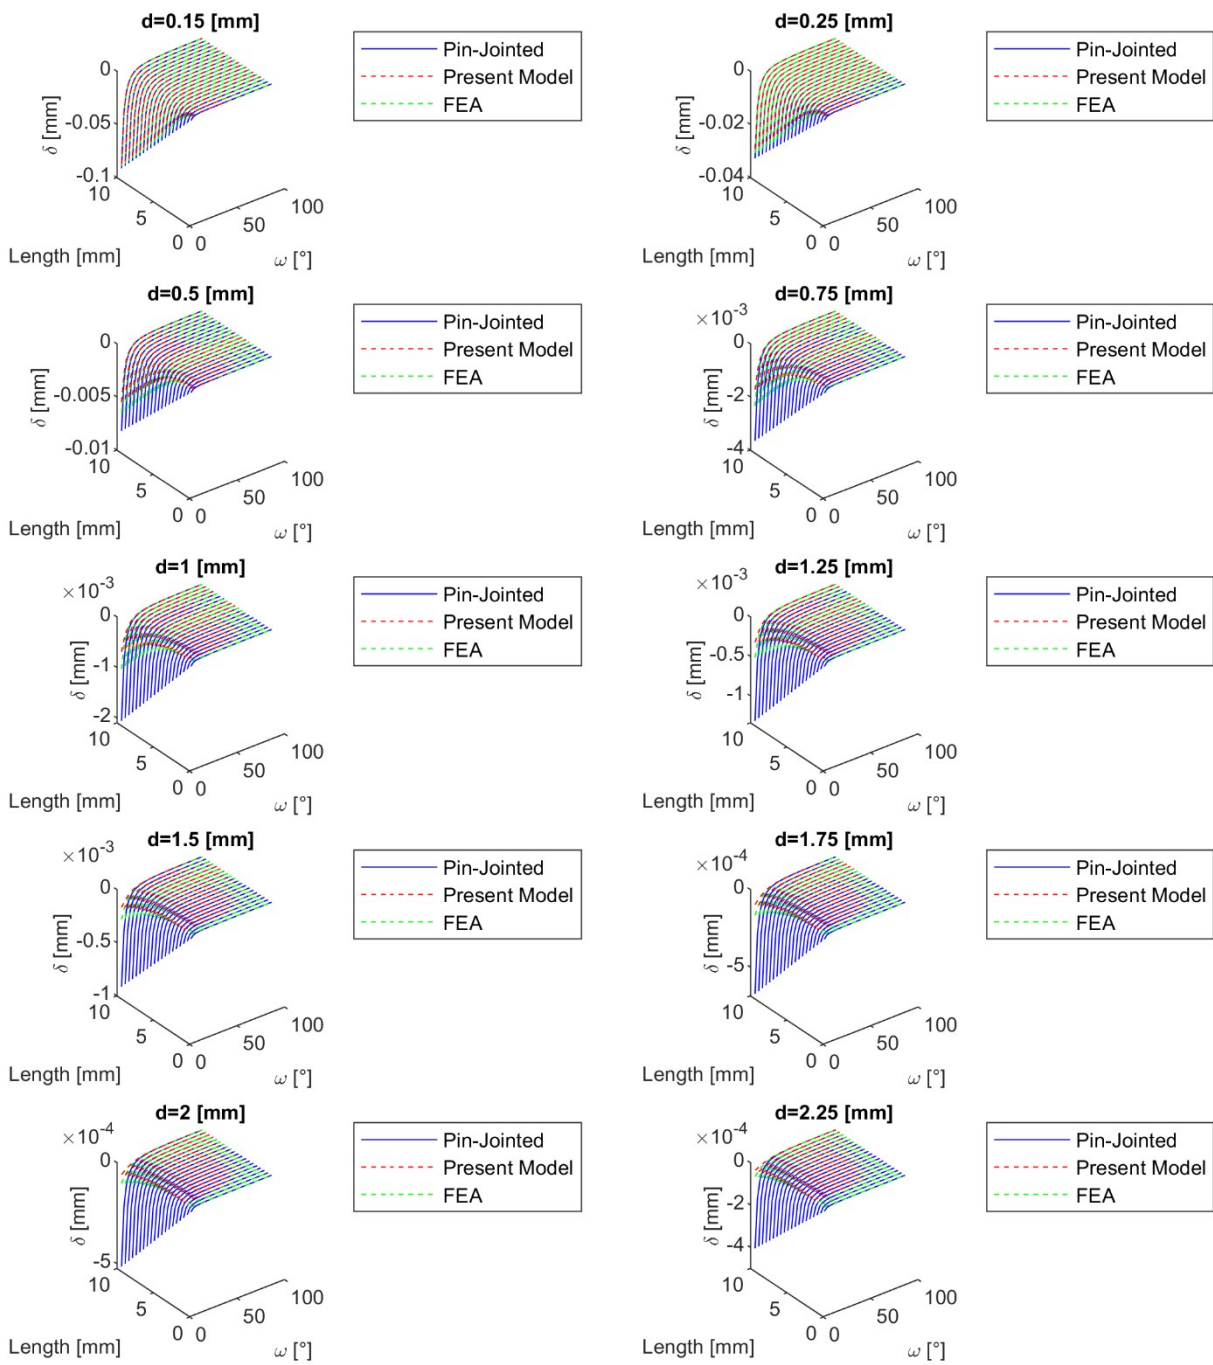 d=0.15 [mm]
Pin-Jointed
Present Model
FEA
0
-0.05
-0.1
δ [mm]
10
5
0
Length [mm]
0
50
100
ω [°]
d=0.25 [mm]
Pin-Jointed
Present Model
FEA
0
-0.02
-0.04
δ [mm]
10
5
0
Length [mm]
0
50
100
ω [°]
d=0.5 [mm]
Pin-Jointed
Present Model
FEA
0
-0.005
-0.01
δ [mm]
10
5
0
Length [mm]
0
50
100
ω [°]
d=0.75 [mm]
×10⁻³
Pin-Jointed
Present Model
FEA
0
-2
-4
δ [mm]
10
5
0
Length [mm]
0
50
100
ω [°]
d=1 [mm]
×10⁻³
Pin-Jointed
Present Model
FEA
0
-1
-2
δ [mm]
10
5
0
Length [mm]
0
50
100
ω [°]
d=1.25 [mm]
×10⁻³
Pin-Jointed
Present Model
FEA
0
-0.5
-1
δ [mm]
10
5
0
Length [mm]
0
50
100
ω [°]
d=1.5 [mm]
×10⁻³
Pin-Jointed
Present Model
FEA
0
-0.5
-1
δ [mm]
10
5
0
Length [mm]
0
50
100
ω [°]
d=1.75 [mm]
×10⁻⁴
Pin-Jointed
Present Model
FEA
0
-5
δ [mm]
10
5
0
Length [mm]
0
50
100
ω [°]
d=2 [mm]
×10⁻⁴
Pin-Jointed
Present Model
FEA
0
-5
δ [mm]
10
5
0
Length [mm]
0
50
100
ω [°]
d=2.25 [mm]
×10⁻⁴
Pin-Jointed
Present Model
FEA
0
-2
-4
δ [mm]
10
5
0
Length [mm]
0
50
100
ω [°]